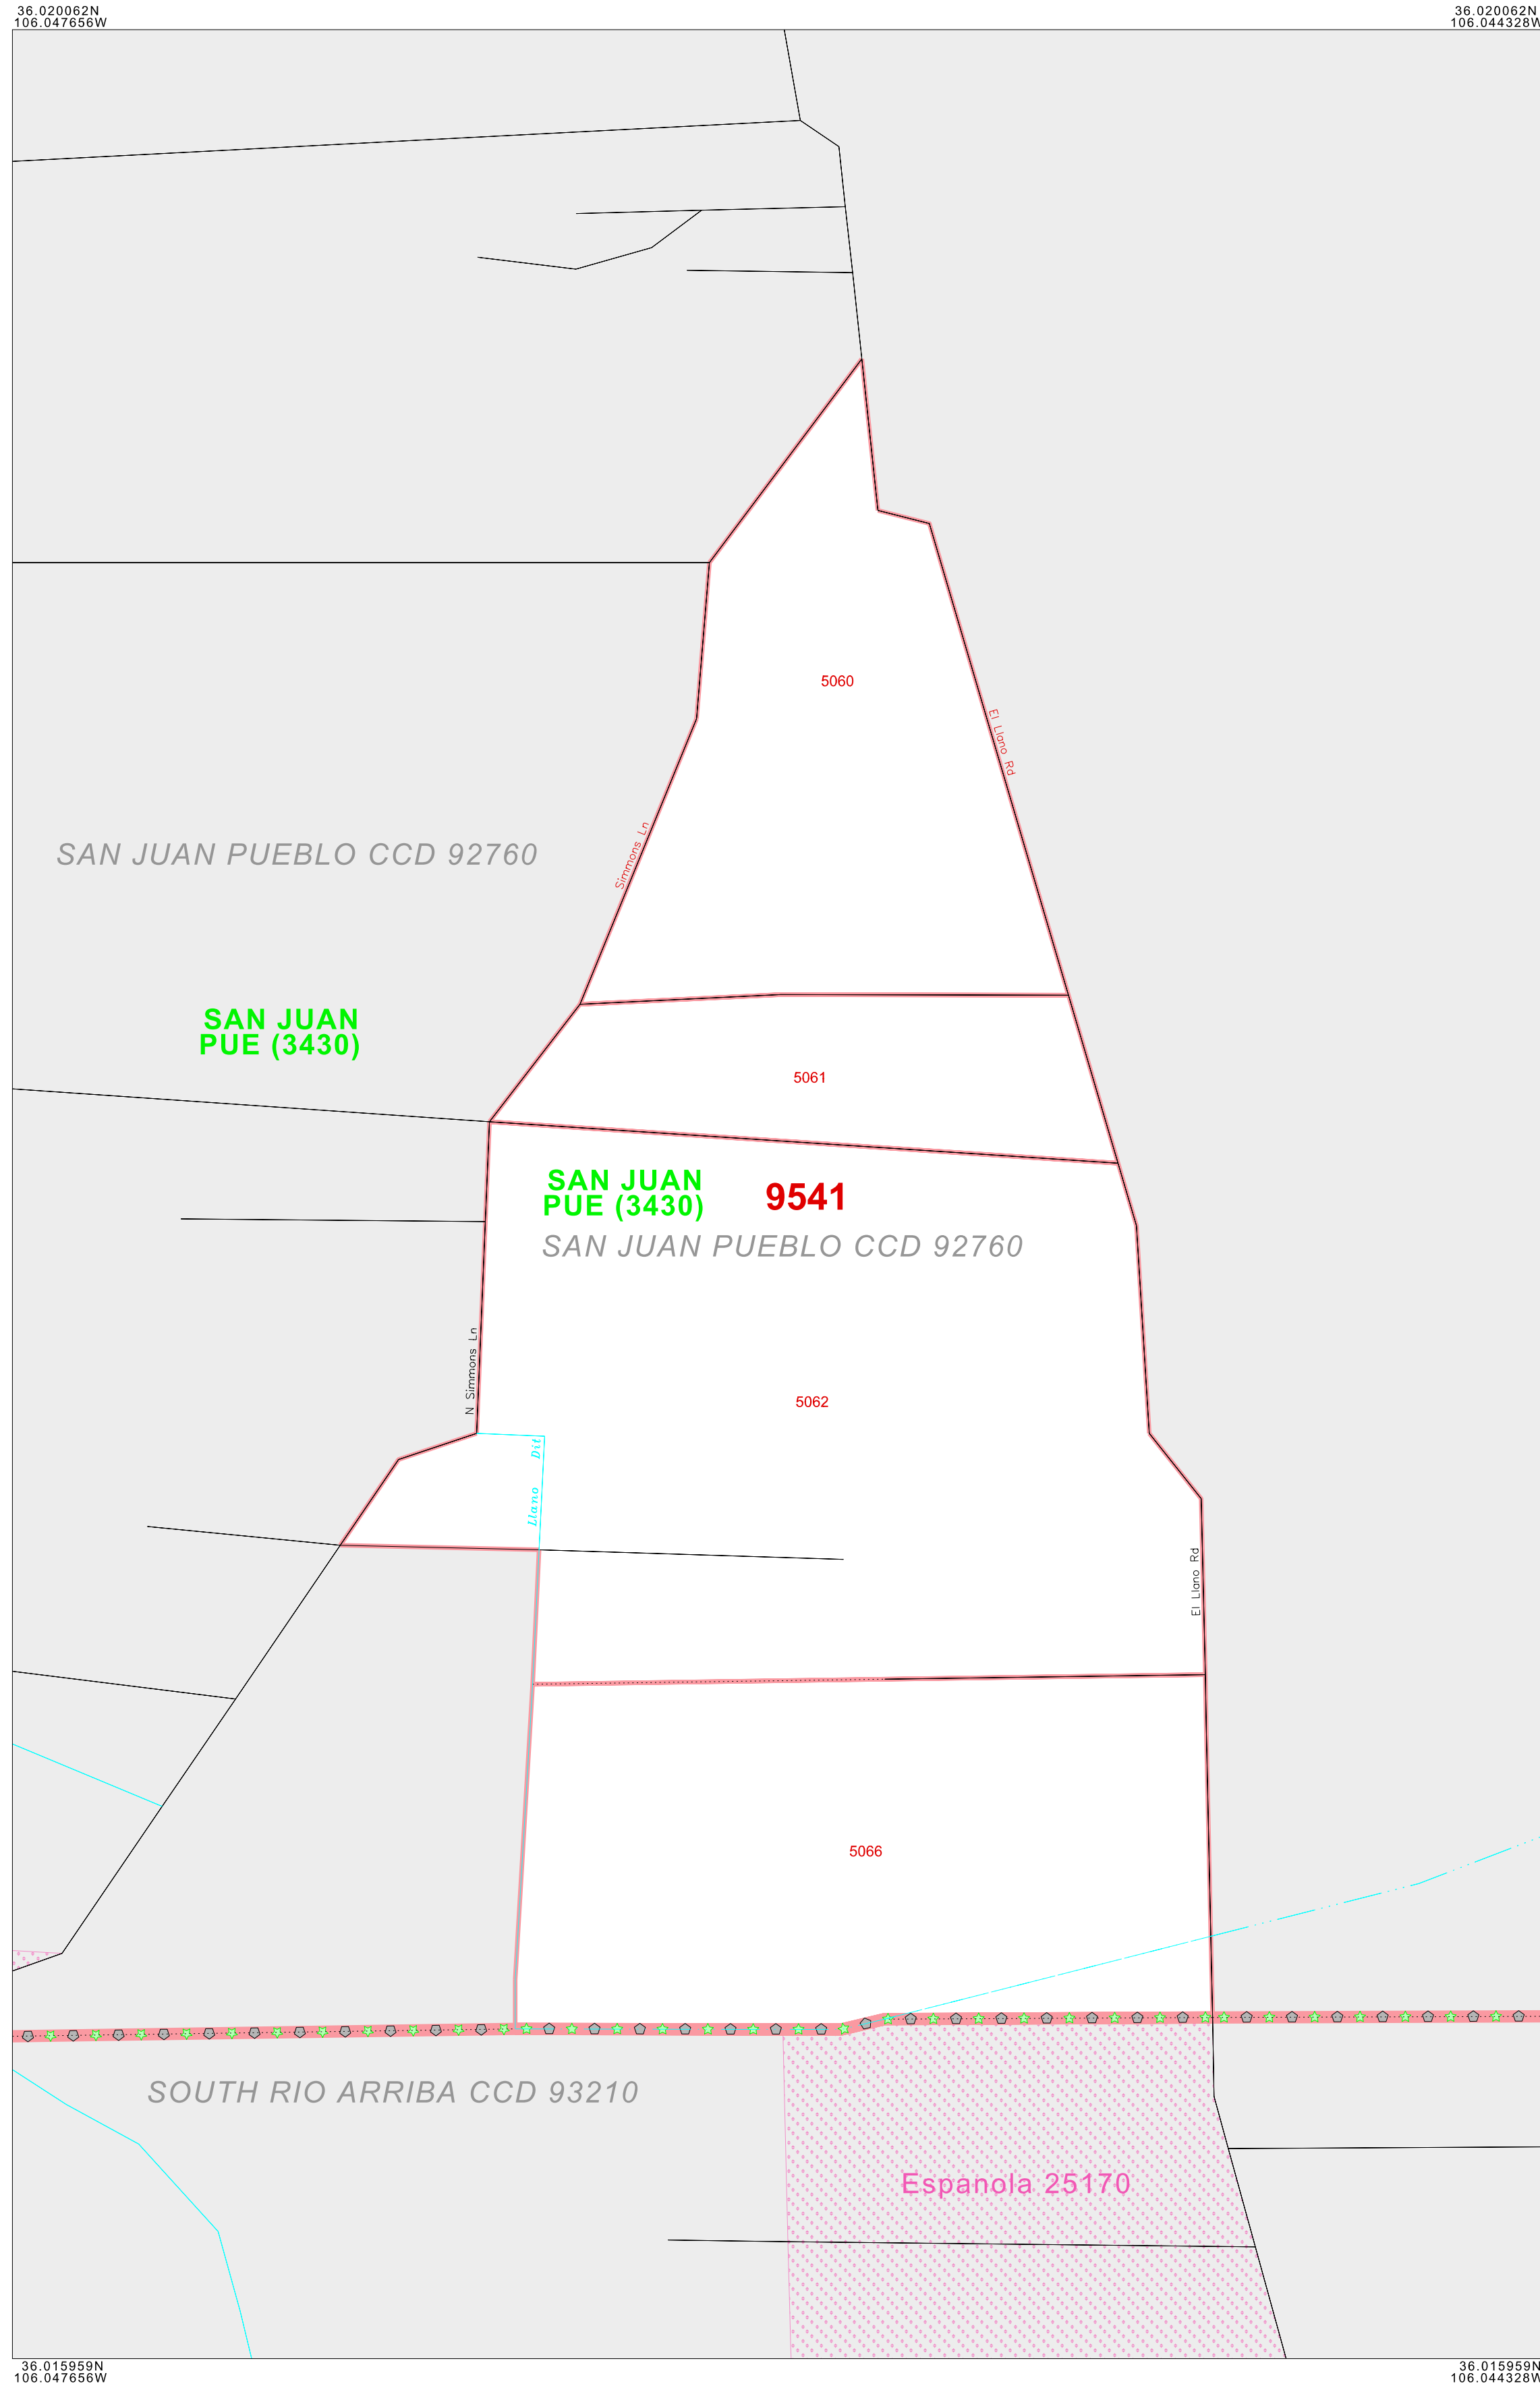 36.020062N
106.047656W
36.020062N
106.044328W
5060
El Llano Rd
Simmons Ln
SAN JUAN PUEBLO CCD 92760
SAN JUAN
PUE (3430)
5061
SAN JUAN
PUE (3430)
9541
SAN JUAN PUEBLO CCD 92760
N Simmons Ln
5062
Llano Dit
El Llano Rd
5066
SOUTH RIO ARRIBA CCD 93210
Espanola 25170
36.015959N
106.047656W
36.015959N
106.044328W